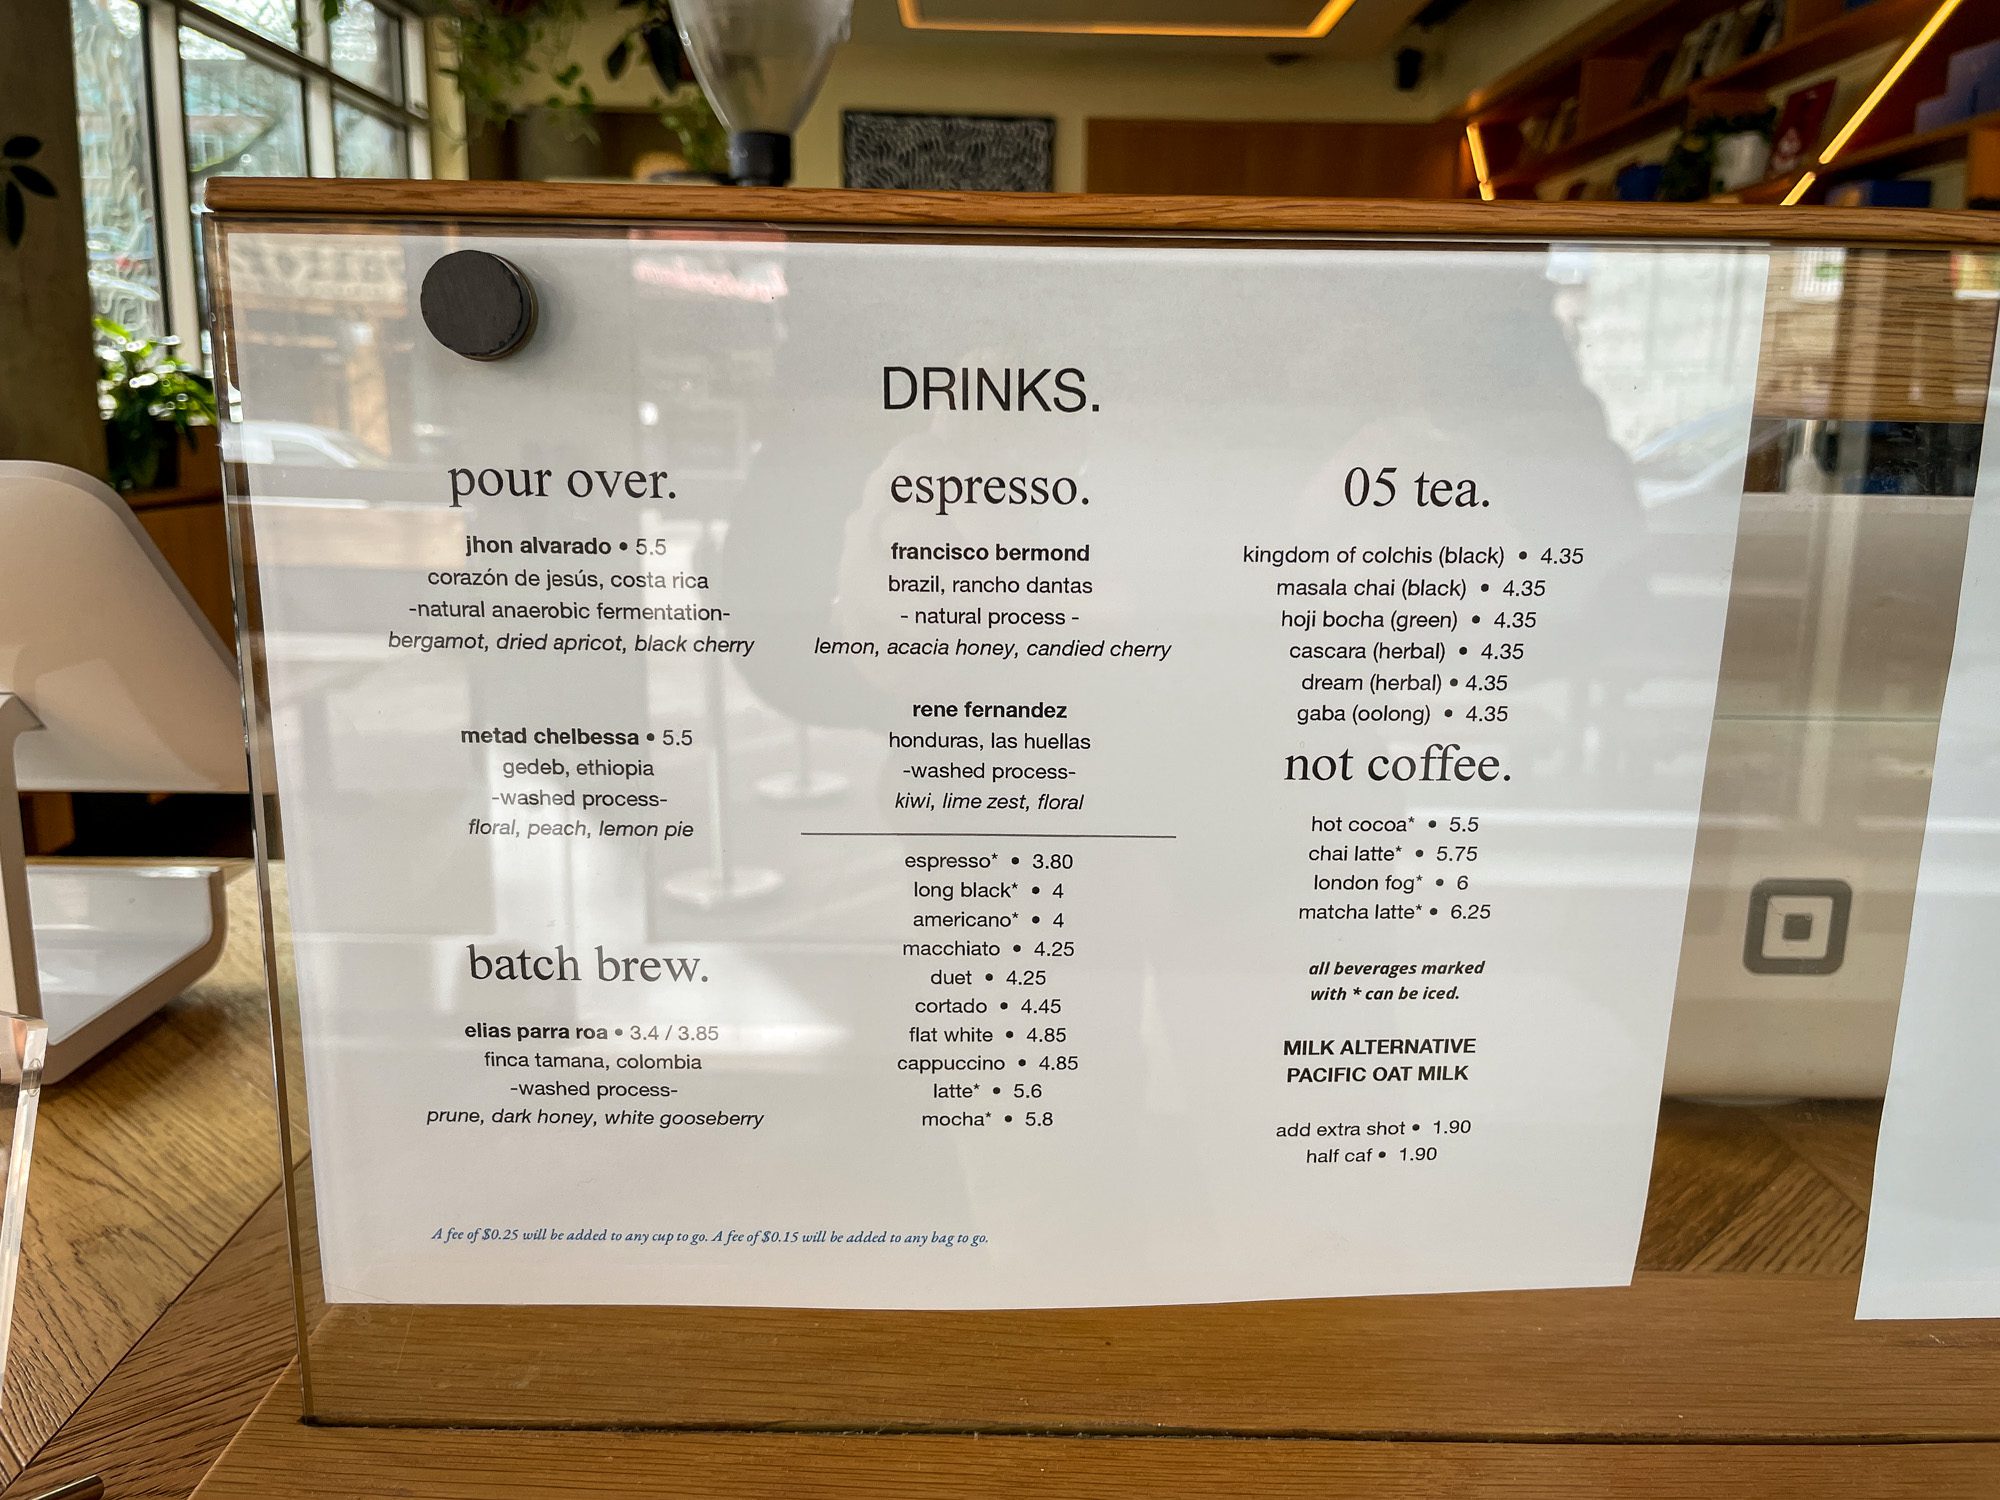 DRINKS.
pour over.
jhon alvarado • 5.5
corazón de jesús, costa rica
-natural anaerobic fermentation-
bergamot, dried apricot, black cherry
metad chelbessa • 5.5
gedeb, ethiopia
-washed process-
floral, peach, lemon pie
batch brew.
elias parra roa • 3.4 / 3.85
finca tamana, colombia
-washed process-
prune, dark honey, white gooseberry
espresso.
francisco bermond
brazil, rancho dantas
- natural process -
lemon, acacia honey, candied cherry
rene fernandez
honduras, las huellas
-washed process-
kiwi, lime zest, floral
espresso* • 3.80
long black* • 4
americano* • 4
macchiato • 4.25
duet • 4.25
cortado • 4.45
flat white • 4.85
cappuccino • 4.85
latte* • 5.6
mocha* • 5.8
05 tea.
kingdom of colchis (black) • 4.35
masala chai (black) • 4.35
hoji bocha (green) • 4.35
cascara (herbal) • 4.35
dream (herbal) • 4.35
gaba (oolong) • 4.35
not coffee.
hot cocoa* • 5.5
chai latte* • 5.75
london fog* • 6
matcha latte* • 6.25
all beverages marked
with * can be iced.
MILK ALTERNATIVE
PACIFIC OAT MILK
add extra shot • 1.90
half caf • 1.90
A fee of $0.25 will be added to any cup to go. A fee of $0.15 will be added to any bag to go.